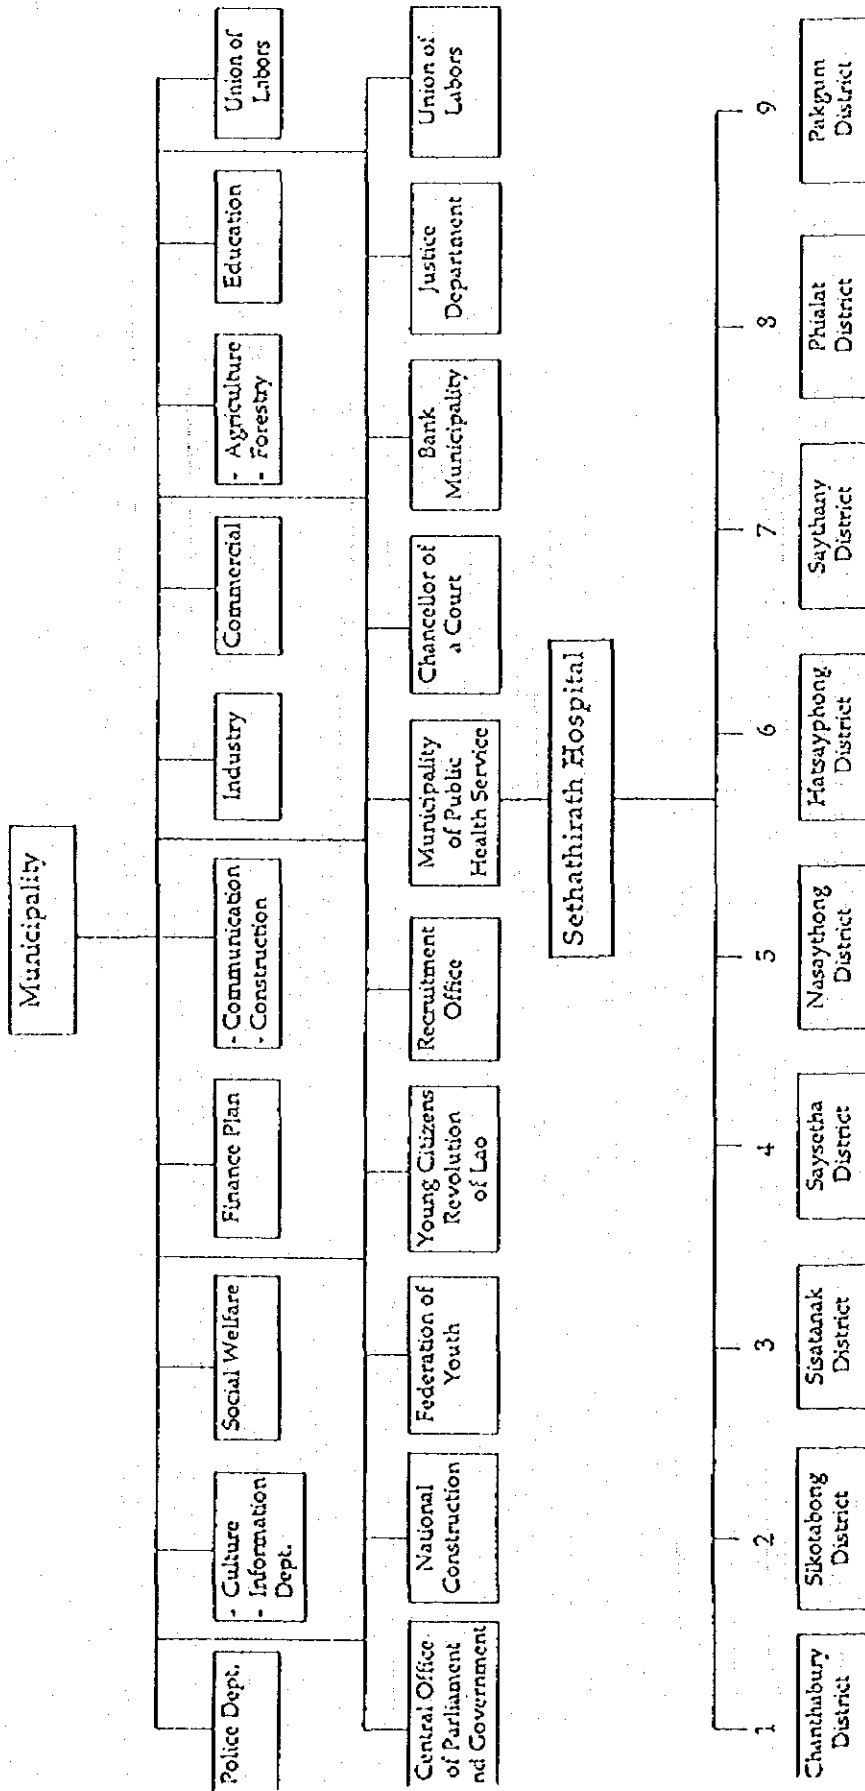 Municipality
Police Dept.
- Culture
- Information
Dept.
Social Welfare
Finance Plan
- Communication
- Construction
Industry
Commercial
- Agriculture
- Forestry
Education
Union of
Labors
Central Office
of Parliament
nd Government
National
Construction
Federation of
Youth
Young Citizens
Revolution
of Lao
Recruitment
Office
Municipality
of Public
Health Service
Chancellor of
a Court
Bank
Municipality
Justice
Department
Union of
Labors
Sethathirath Hospital
1
2
3
4
5
6
7
8
9
Chanthabury
District
Sikotabong
District
Sisatanak
District
Saysetha
District
Nasaythong
District
Hatsayphong
District
Saythany
District
Phialat
District
Pakgum
District